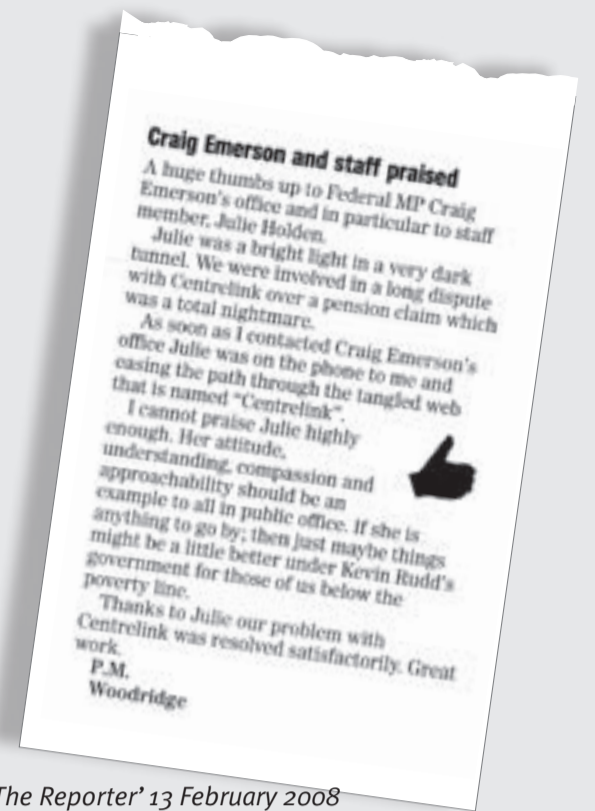 Craig Emerson and staff praised
A huge thumbs up to Federal MP Craig
Emerson's office and in particular to staff
member, Julie Holden.
Julie was a bright light in a very dark
tunnel. We were involved in a long dispute
with Centrelink over a pension claim which
was a total nightmare.
As soon as I contacted Craig Emerson's
office Julie was on the phone to me and
easing the path through the tangled web
that is named "Centrelink".
I cannot praise Julie highly
enough. Her attitude,
understanding, compassion and
approachability should be an
example to all in public office. If she is
anything to go by; then just maybe things
might be a little better under Kevin Rudd's
government for those of us below the
poverty line.
Thanks to Julie our problem with
Centrelink was resolved satisfactorily. Great
work.
P.M.
Woodridge
The Reporter' 13 February 2008